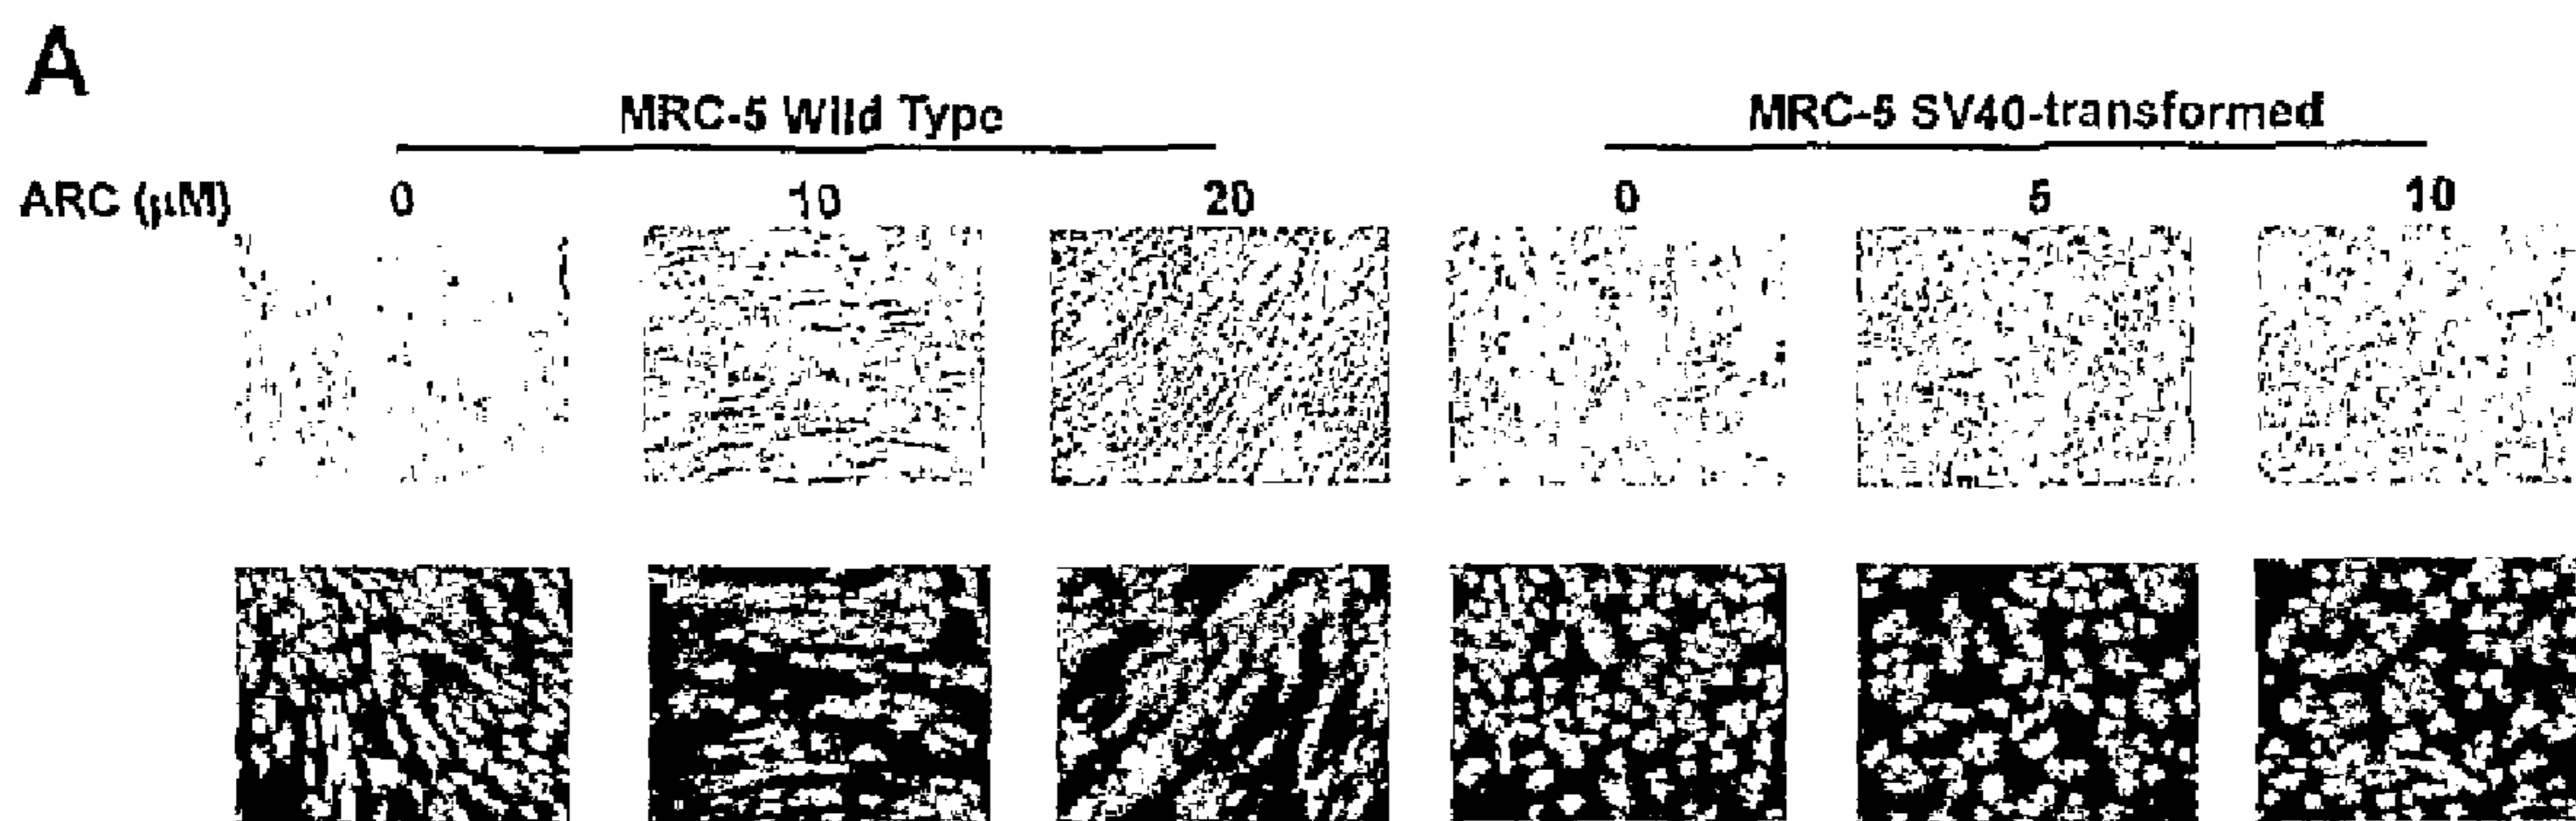 A
MRC-5 Wild Type MRC-5 SV40-transformed
ARC (μM) 0 10 20 0 5 10